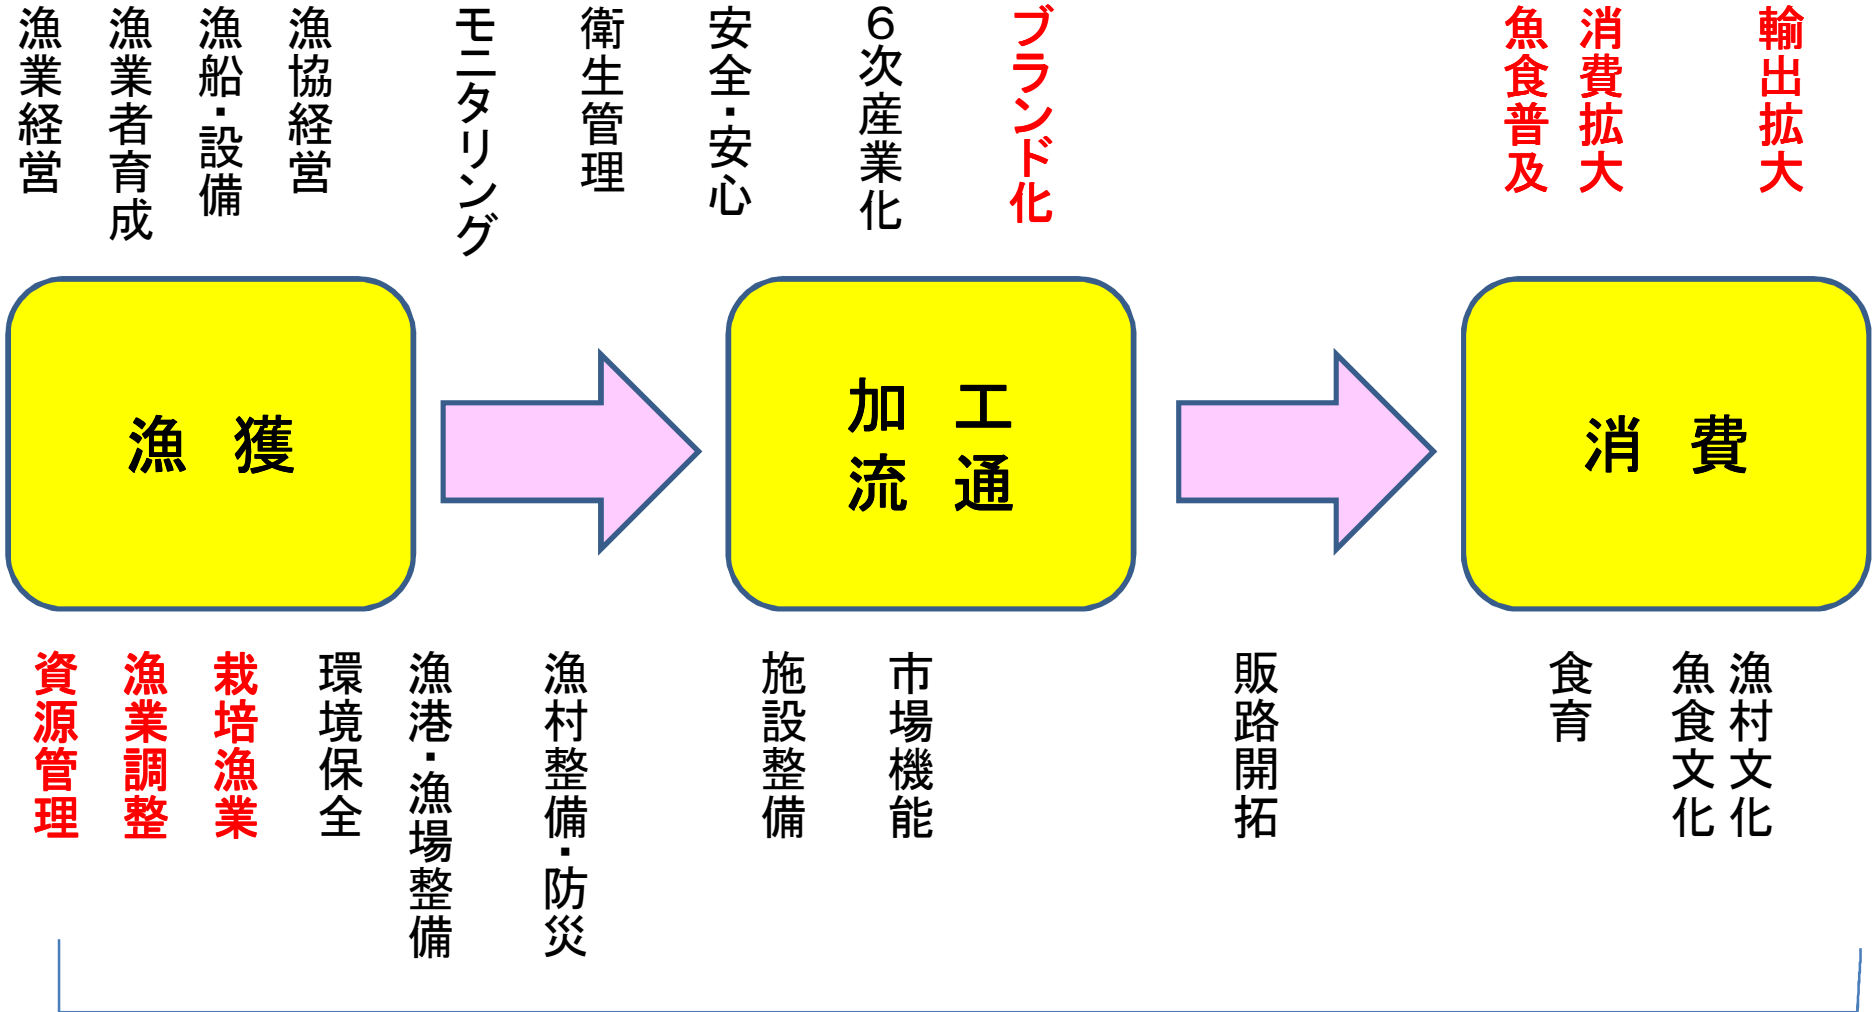 漁業経営
漁業者育成
漁船・設備
漁協経営
モニタリング
衛生管理
安全・安心
６次産業化
ブランド化
魚食普及
消費拡大
輸出拡大
漁　獲
加　工
流　通
消　費
資源管理
漁業調整
栽培漁業
環境保全
漁港・漁場整備
漁村整備・防災
施設整備
市場機能
販路開拓
食育
魚食文化
漁村文化